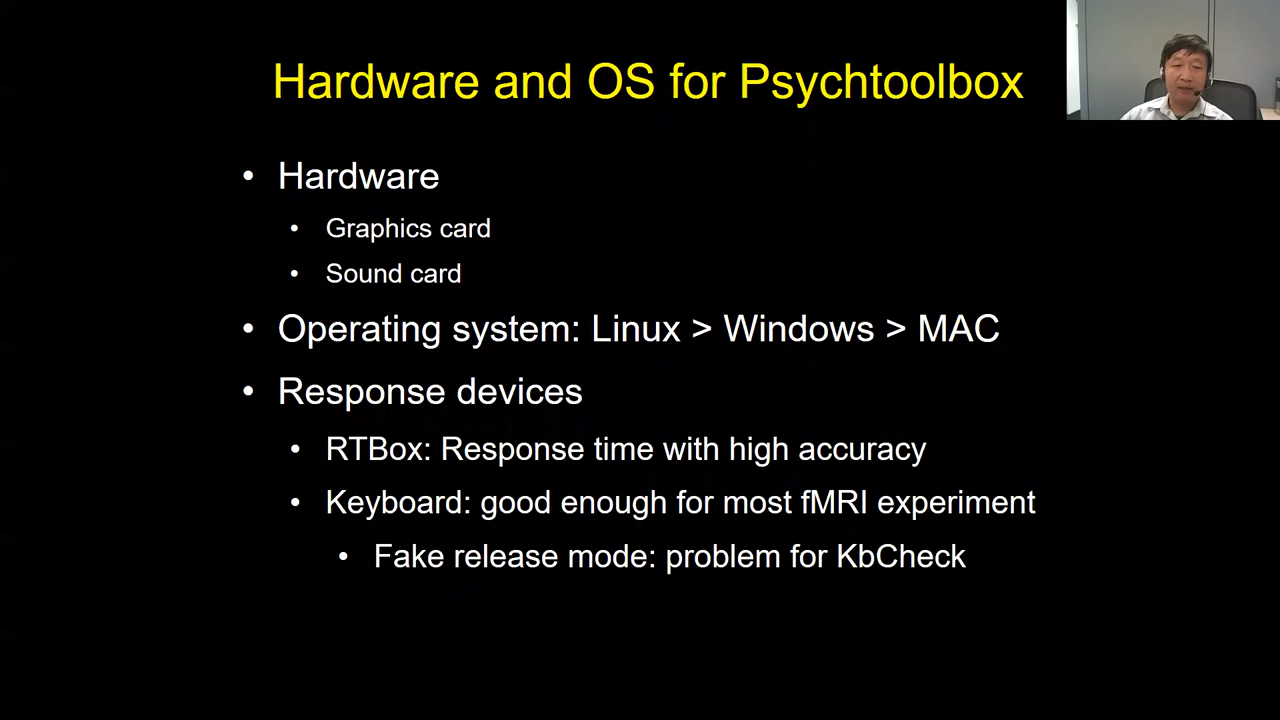 Hardware and OS for Psychtoolbox
• Hardware
• Graphics card
• Sound card
• Operating system: Linux > Windows > MAC
• Response devices
• RTBox: Response time with high accuracy
• Keyboard: good enough for most fMRI experiment
• Fake release mode: problem for KbCheck